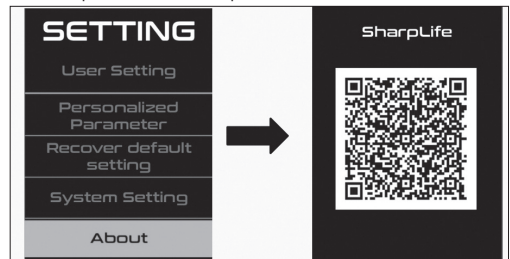 SETTING
User Setting
Personalized
Parameter
Recover default
setting
System Setting
About
SharpLife